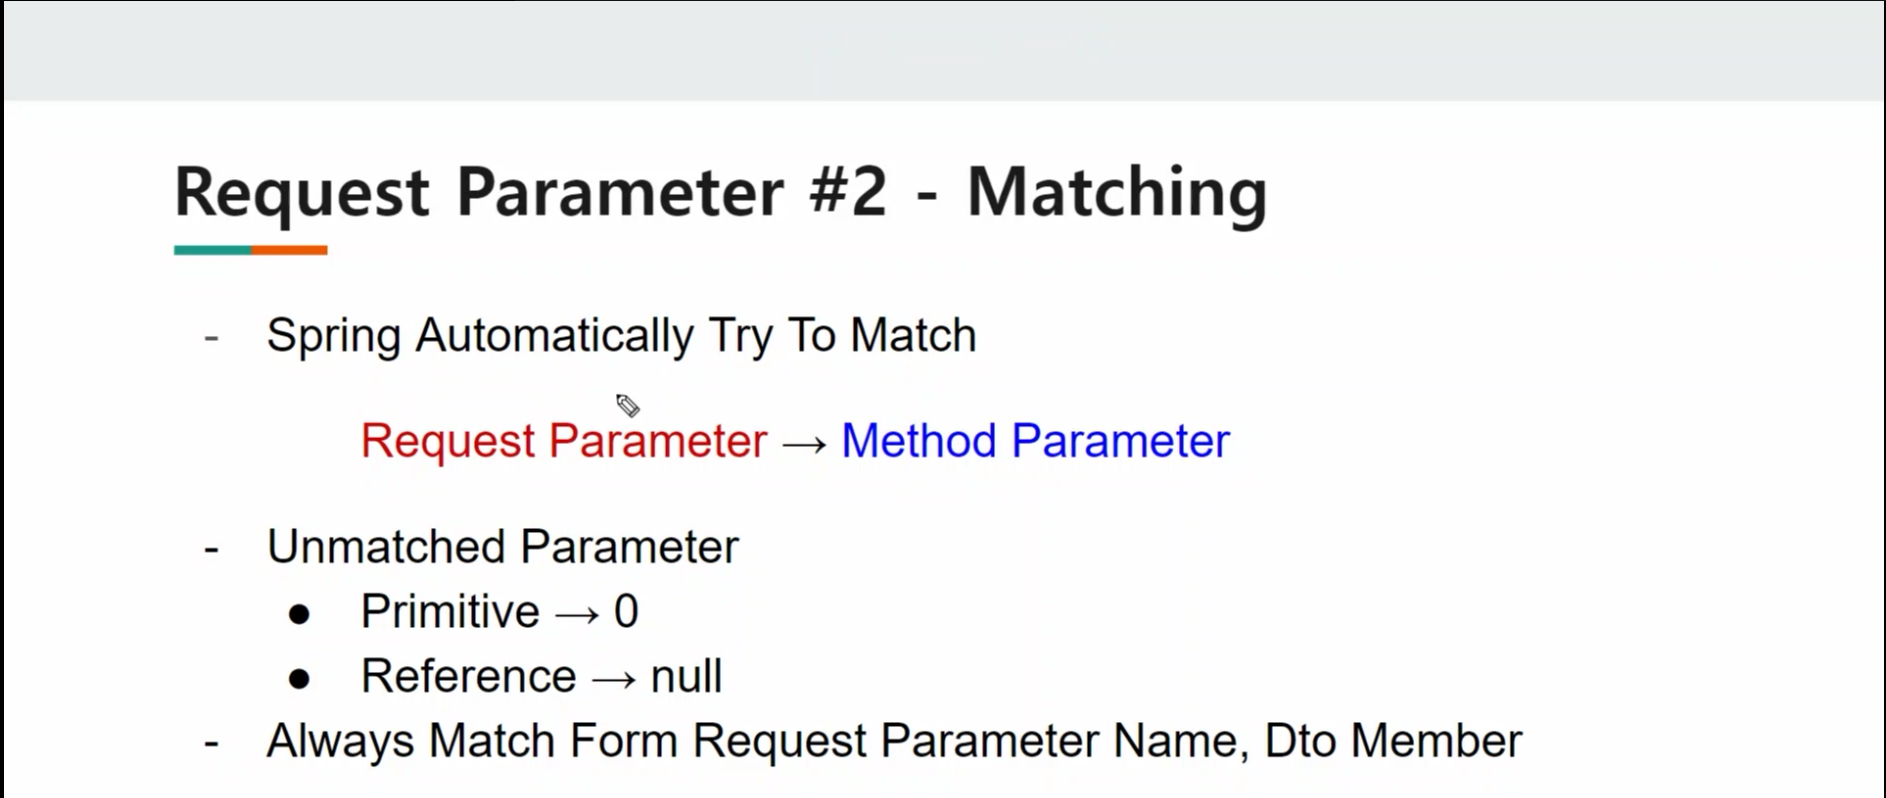 Request Parameter #2 - Matching
- Spring Automatically Try To Match
Request Parameter → Method Parameter
- Unmatched Parameter
● Primitive → 0
● Reference → null
- Always Match Form Request Parameter Name, Dto Member